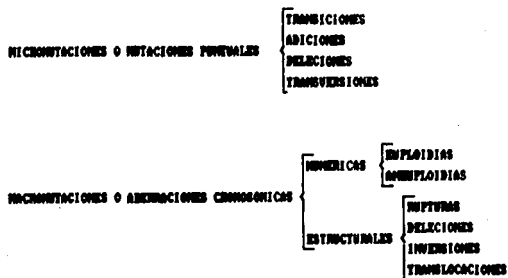 TRANSICIONES
ADICIONES
MICROMUTACIONES O MUTACIONES PUNTUALES
DELECIONES
TRANSVERSIONES
EUPLOIDIAS
NUMERICAS
ANEUPLOIDIAS
MACROMUTACIONES O ABERRACIONES CROMOSOMICAS
RUPTURAS
DELECIONES
ESTRUCTURALES
INVERSIONES
TRANSLOCACIONES